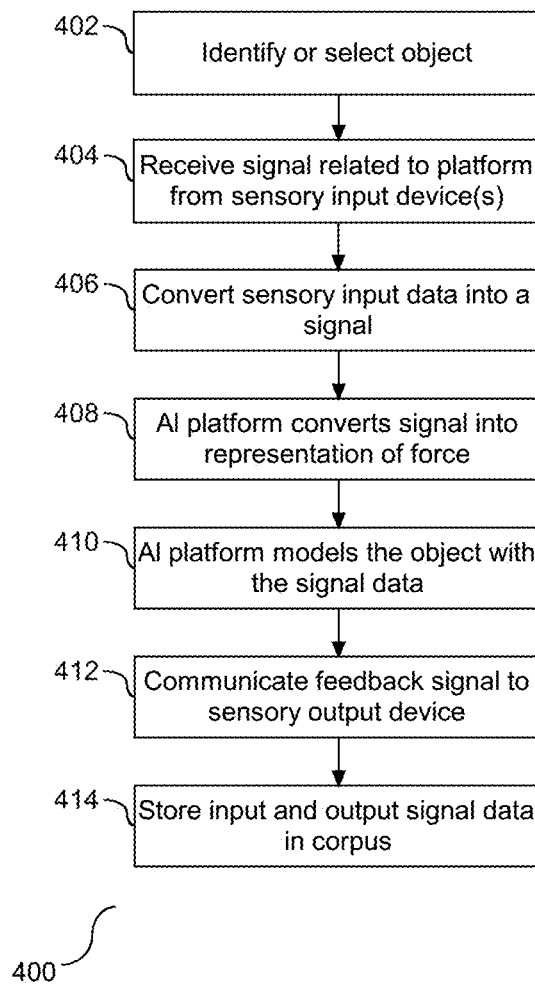 402
Identify or select object
404
Receive signal related to platform
from sensory input device(s)
406
Convert sensory input data into a
signal
408
AI platform converts signal into
representation of force
410
AI platform models the object with
the signal data
412
Communicate feedback signal to
sensory output device
414
Store input and output signal data
in corpus
400